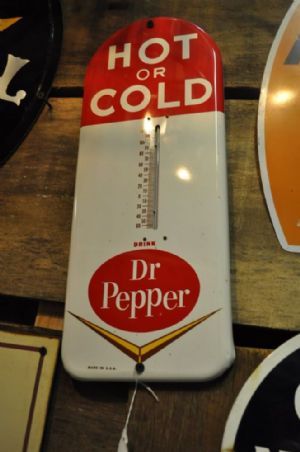 HOT
OR
COLD
DRINK
Dr
Pepper
MADE IN U.S.A.
L